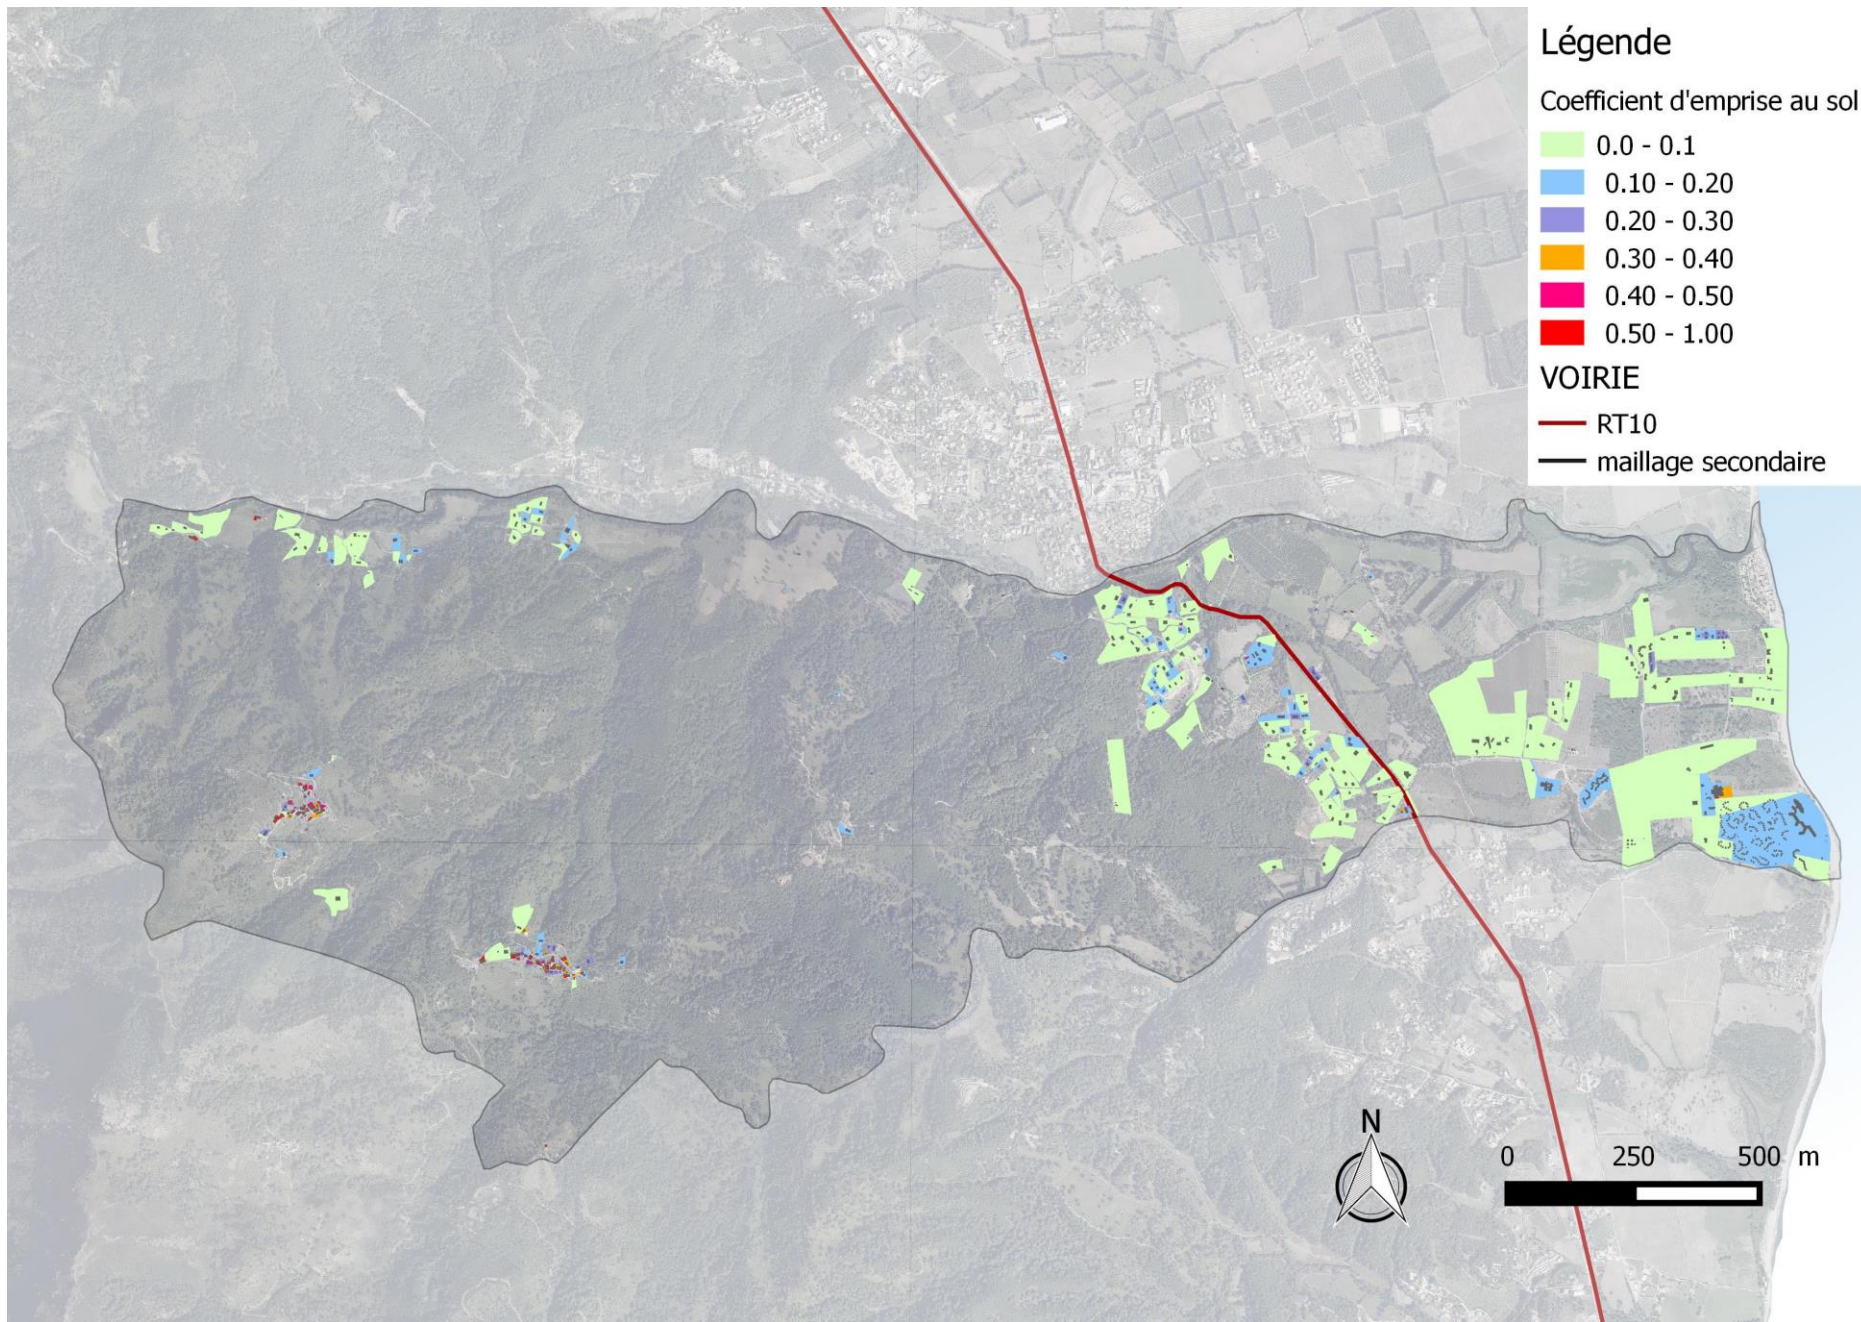 Légende
Coefficient d'emprise au sol
0.0 - 0.1
0.10 - 0.20
0.20 - 0.30
0.30 - 0.40
0.40 - 0.50
0.50 - 1.00
VOIRIE
RT10
maillage secondaire
N
0 250 500 m